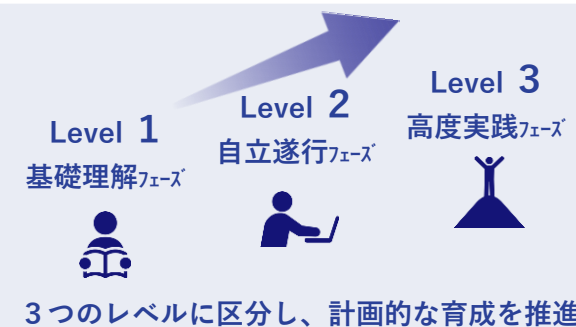 Level 1
基礎理解ﾌｪｰｽﾞ
Level 2
自立遂行ﾌｪｰｽﾞ
Level 3
高度実践ﾌｪｰｽﾞ
３つのレベルに区分し、計画的な育成を推進